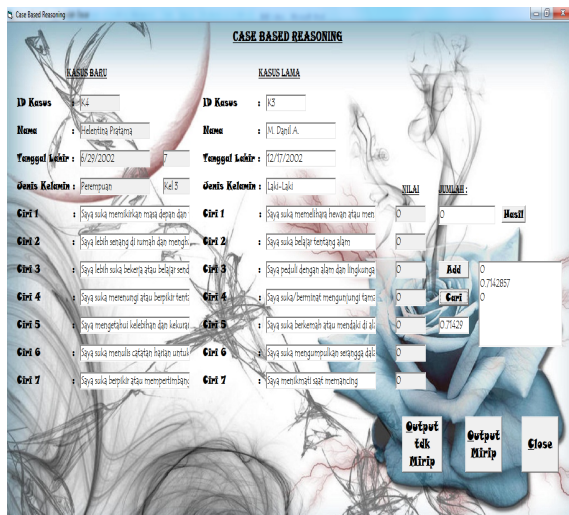 Case Based Reasoning
CASE BASED REASONING
KASUS BARU KASUS LAMA
ID Kasus : K4 ID Kasus : K3
Nama : Helentina Pratama Nama : M. Danil A.
Tanggal Lahir : 6/29/2002 7 Tanggal Lahir : 12/17/2002
Jenis Kelamin : Perempuan Kel 3 Jenis Kelamin : Laki-Laki NILAI JUMLAH :
Ciri 1 : Saya suka memikirkan masa depan dan Ciri 1 : Saya suka memelihara hewan atau men 0 0 Hasil
Ciri 2 : Saya lebih senang di rumah dan mengh Ciri 2 : Saya suka belajar tentang alam 0
Ciri 3 : Saya lebih suka bekerja atau belajar send Ciri 3 : Saya peduli dengan alam dan lingkunga 0 Add 0
0.7142857
Ciri 4 : Saya suka merenungi atau berpikir tent Ciri 4 : Saya suka/berminat mengunjungi tama 0 Cari 0
Ciri 5 : Saya mengetahui kelebihan dan kekura Ciri 5 : Saya suka berkemah atau mendaki di al 0 0.71429
Ciri 6 : Saya suka menulis catatan harian untuk Ciri 6 : Saya suka mengumpulkan serangga dal 0
Ciri 7 : Saya berpikir atau mempertimbang Ciri 7 : Saya menikmati saat memancing 0
Output tdk Mirip Output Mirip Close